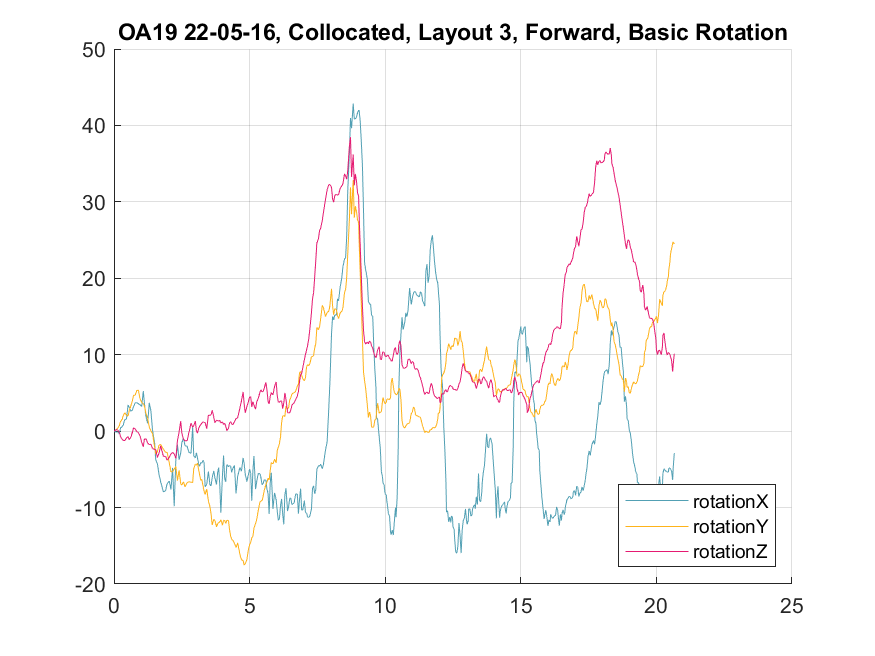 OA19 22-05-16, Collocated, Layout 3, Forward, Basic Rotation
50
40
30
20
10
0
-10
-20
0 5 10 15 20 25
rotationX
rotationY
rotationZ